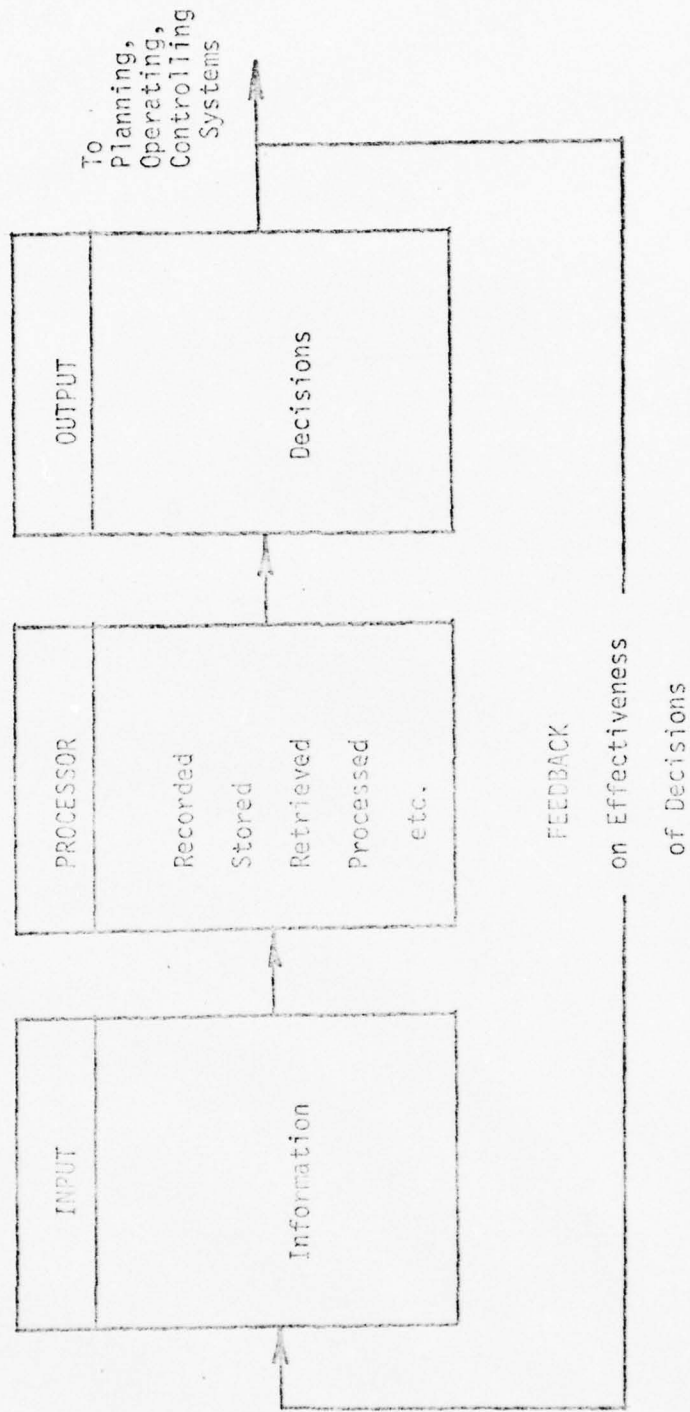 INPUT
Information
PROCESSOR
Recorded
Stored
Retrieved
Processed
etc.
OUTPUT
Decisions
To
Planning,
Operating,
Controlling
Systems
FEEDBACK
on Effectiveness
of Decisions